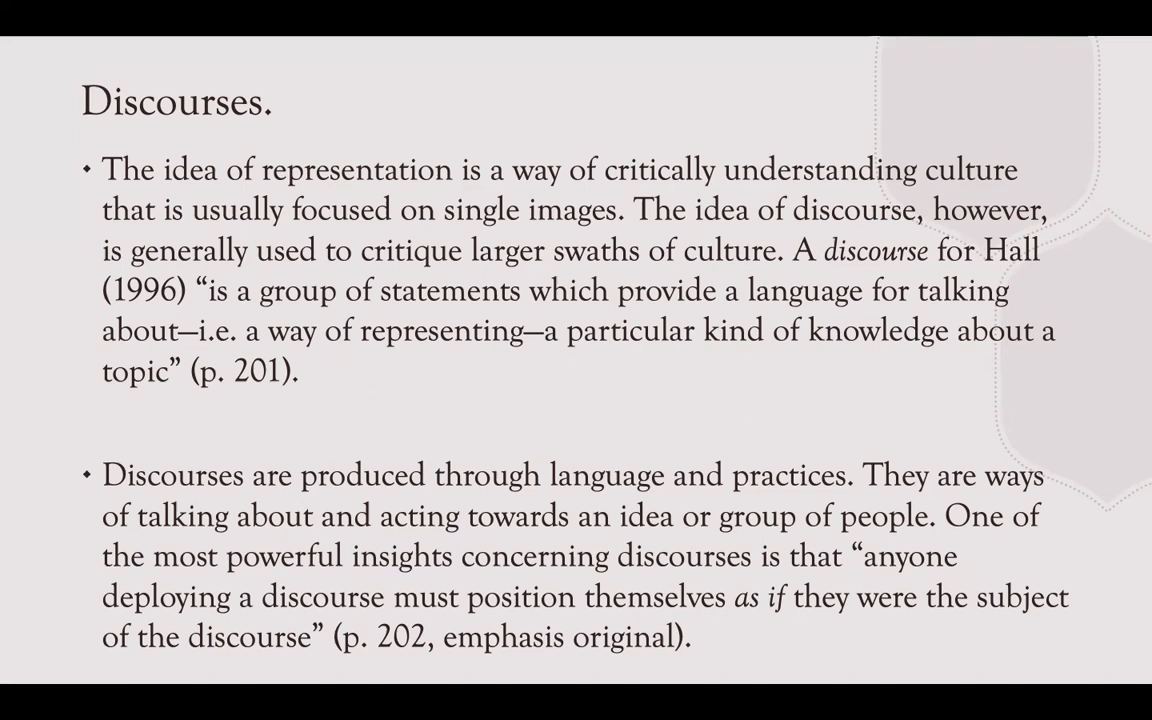 Discourses.
• The idea of representation is a way of critically understanding culture
that is usually focused on single images. The idea of discourse, however,
is generally used to critique larger swaths of culture. A discourse for Hall
(1996) “is a group of statements which provide a language for talking
about—i.e. a way of representing—a particular kind of knowledge about a
topic” (p. 201).
• Discourses are produced through language and practices. They are ways
of talking about and acting towards an idea or group of people. One of
the most powerful insights concerning discourses is that “anyone
deploying a discourse must position themselves as if they were the subject
of the discourse” (p. 202, emphasis original).